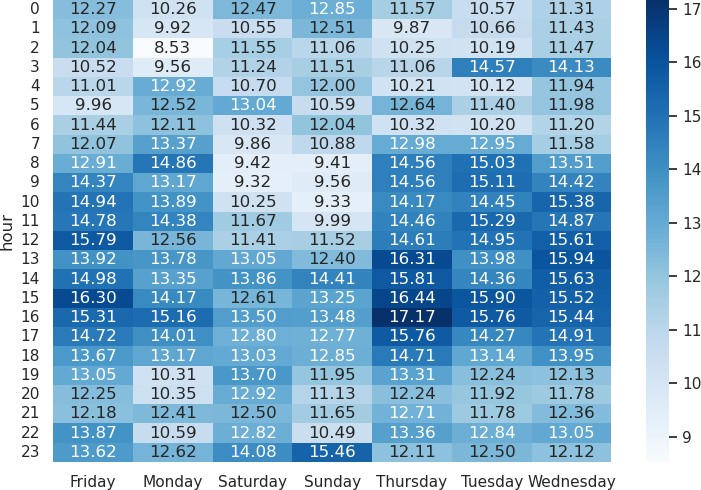 0 12.27 10.26 12.47 12.85 11.57 10.57 11.31 17
1 12.09 9.92 10.55 12.51 9.87 10.66 11.43
2 12.04 8.53 11.55 11.06 10.25 10.19 11.47 16
3 10.52 9.56 11.24 11.51 11.06 14.57 14.13
4 11.01 12.92 10.70 12.00 10.21 10.12 11.94
5 9.96 12.52 13.04 10.59 12.64 11.40 11.98 15
6 11.44 12.11 10.32 12.04 10.32 10.20 11.20
7 12.07 13.37 9.86 10.88 12.98 12.95 11.58
8 12.91 14.86 9.42 9.41 14.56 15.03 13.51 14
9 14.37 13.17 9.32 9.56 14.56 15.11 14.42
10 14.94 13.89 10.25 9.33 14.17 14.45 15.38
11 14.78 14.38 11.67 9.99 14.46 15.29 14.87 13
hour
12 15.79 12.56 11.41 11.52 14.61 14.95 15.61
13 13.92 13.78 13.05 12.40 16.31 13.98 15.94
14 14.98 13.35 13.86 14.41 15.81 14.36 15.63 12
15 16.30 14.17 12.61 13.25 16.44 15.90 15.52
16 15.31 15.16 13.50 13.48 17.17 15.76 15.44
17 14.72 14.01 12.80 12.77 15.76 14.27 14.91 11
18 13.67 13.17 13.03 12.85 14.71 13.14 13.95
19 13.05 10.31 13.70 11.95 13.31 12.24 12.13
20 12.25 10.35 12.92 11.13 12.24 11.92 11.78 10
21 12.18 12.41 12.50 11.65 12.71 11.78 12.36
22 13.87 10.59 12.82 10.49 13.36 12.84 13.05 9
23 13.62 12.62 14.08 15.46 12.11 12.50 12.12
Friday Monday Saturday Sunday Thursday Tuesday Wednesday